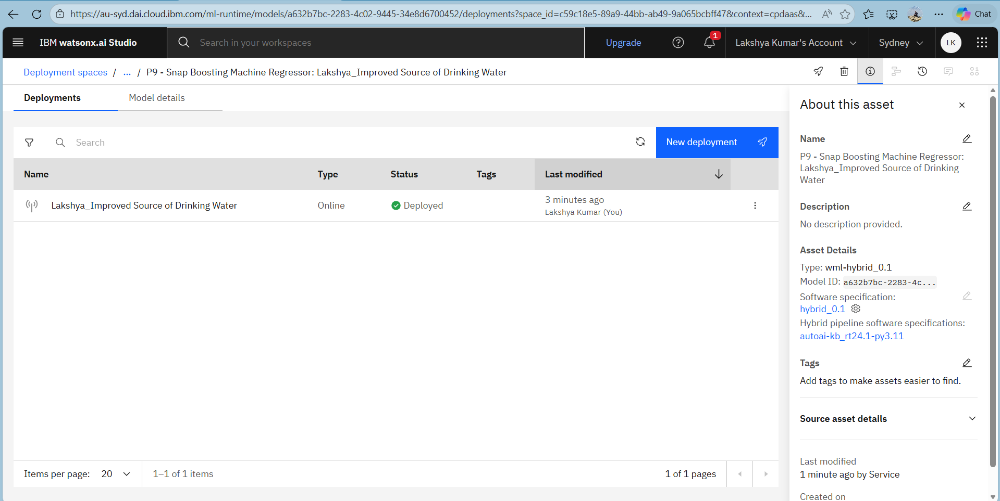 https://au-syd.dai.cloud.ibm.com/ml-runtime/models/a632b7bc-2283-4c02-9445-34e8d6700452/deployments?space_id=c59c18e5-89a9-44bb-ab49-9a065bcbff47&context=cpdaas&...
Chat
IBM watsonx.ai Studio
Search in your workspaces
Upgrade
1
Lakshya Kumar's Account
Sydney
LK
Deployment spaces / ... / P9 - Snap Boosting Machine Regressor: Lakshya_Improved Source of Drinking Water
Deployments
Model details
Search
New deployment
Name Type Status Tags Last modified
Lakshya_Improved Source of Drinking Water Online Deployed 3 minutes ago
Lakshya Kumar (You)
Items per page: 20 1–1 of 1 items 1 of 1 pages
About this asset
Name
P9 - Snap Boosting Machine Regressor:
Lakshya_Improved Source of Drinking
Water
Description
No description provided.
Asset Details
Type: wml-hybrid_0.1
Model ID: a632b7bc-2283-4c...
Software specification:
hybrid_0.1
Hybrid pipeline software specifications:
autoai-kb_rt24.1-py3.11
Tags
Add tags to make assets easier to find.
Source asset details
Last modified
1 minute ago by Service
Created on